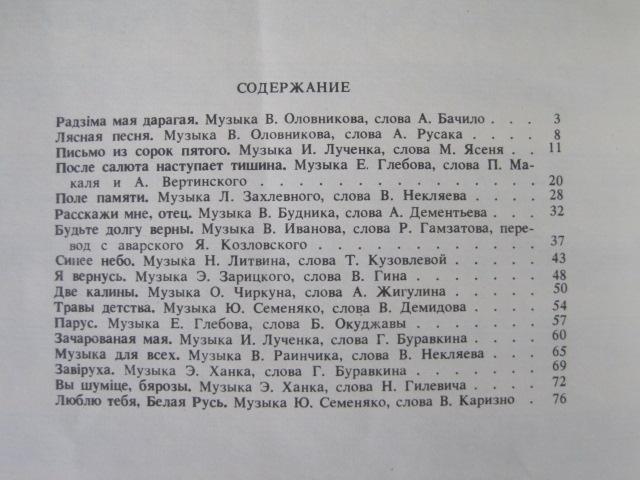 СОДЕРЖАНИЕ
Радзіма мая дарагая. Музыка В. Оловникова, слова А. Бачило . . . 3
Лясная песня. Музыка В. Оловникова, слова А. Русака . . . . 8
Письмо из сорок пятого. Музыка И. Лученка, слова М. Ясеня . . . 11
После салюта наступает тишина. Музыка Е. Глебова, слова П. Ма-
каля и А. Вертинского . . . . . . . . . . . 20
Поле памяти. Музыка Л. Захлевного, слова В. Некляева . . . . 28
Расскажи мне, отец. Музыка В. Будника, слова А. Дементьева . . . 32
Будьте долгу верны. Музыка В. Иванова, слова Р. Гамзатова, пере-
вод с аварского Я. Козловского . . . . . . . . . 37
Синее небо. Музыка Н. Литвина, слова Т. Кузовлевой . . . . 43
Я вернусь. Музыка Э. Зарицкого, слова В. Гина . . . . . 48
Две калины. Музыка О. Чиркуна, слова А. Жигулина . . . . . 50
Травы детства. Музыка Ю. Семеняко, слова В. Демидова . . . . 54
Парус. Музыка Е. Глебова, слова Б. Окуджавы . . . . . 57
Зачарованая мая. Музыка И. Лученка, слова Г. Буравкина . . . . 60
Музыка для всех. Музыка В. Раинчика, слова В. Некляева . . . . 65
Завіруха. Музыка Э. Ханка, слова Г. Буравкина . . . . . 69
Вы шуміце, бярозы. Музыка Э. Ханка, слова Н. Гилевича . . . . 72
Люблю тебя, Белая Русь. Музыка Ю. Семеняко, слова В. Каризно . . 76